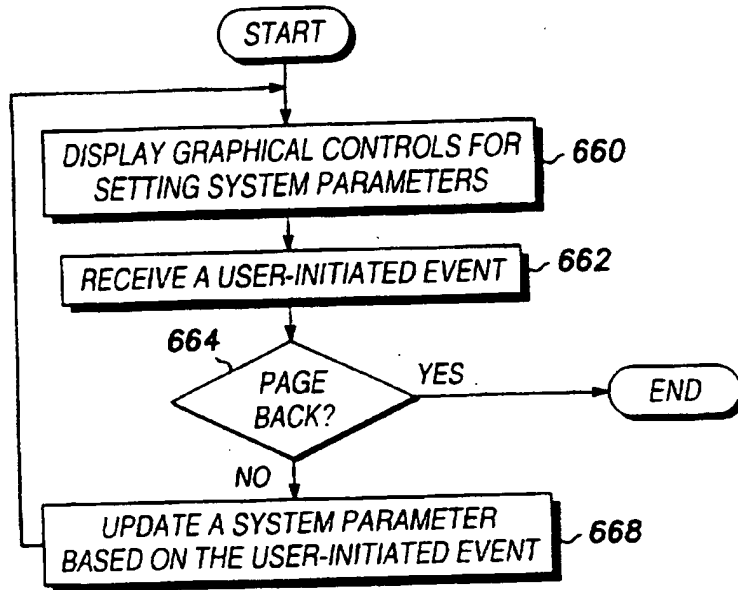 START
DISPLAY GRAPHICAL CONTROLS FOR
SETTING SYSTEM PARAMETERS
660
RECEIVE A USER-INITIATED EVENT
662
664
PAGE
BACK?
YES
END
NO
UPDATE A SYSTEM PARAMETER
BASED ON THE USER-INITIATED EVENT
668